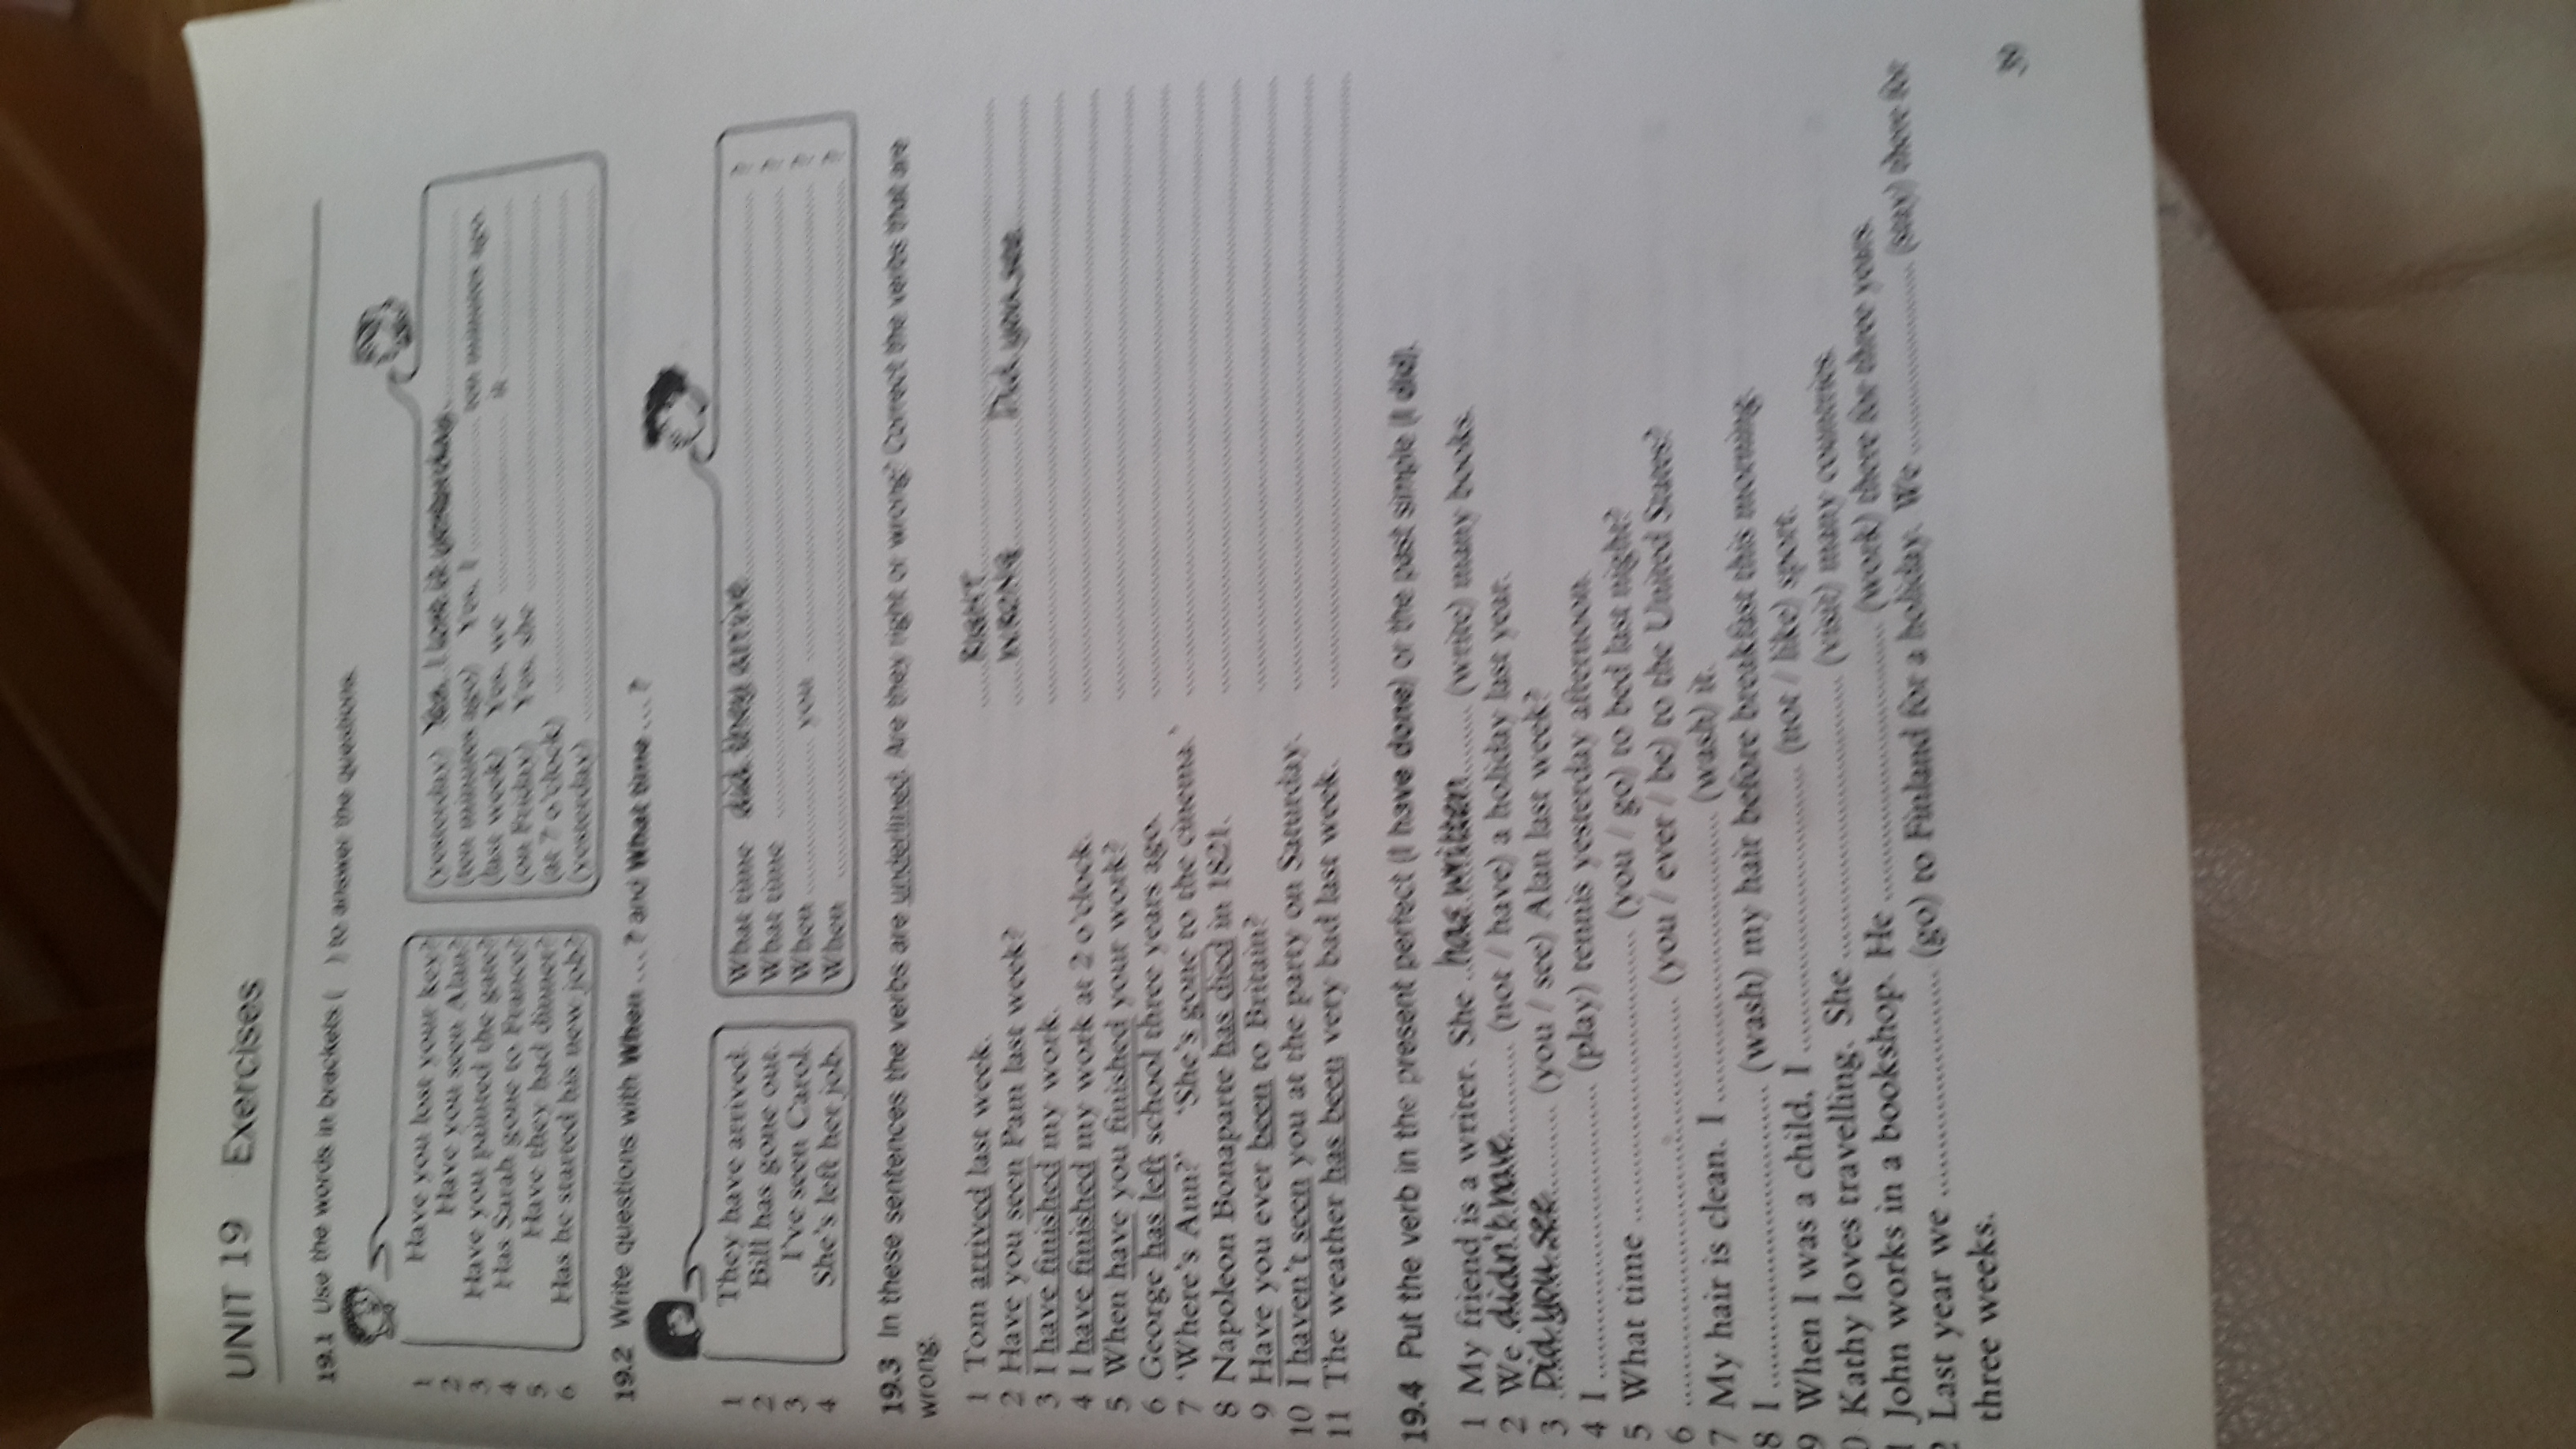 UNIT 19 Exercises
19.1 Use the words in brackets ( ) to answer the questions.
1 Have you lost your key? (yesterday) Yes. I lost it yesterday.
2 Have you seen Alan? (ten minutes ago) Yes, I .......... ten minutes ago.
3 Have you painted the gate? (last week) Yes, we .......... it ..........
4 Has Sarah gone to France? (on Friday) Yes, she ..........
5 Have they had dinner? (at 7 o'clock) ..........
6 Has he started his new job? (yesterday) ..........
19.2 Write questions with When ... ? and What time ... ?
1 They have arrived. What time did they arrive ?
2 Bill has gone out. What time .......... ?
3 I've seen Carol. When .......... you .......... ?
4 She's left her job. When .......... ?
19.3 In these sentences the verbs are underlined. Are they right or wrong? Correct the verbs that are
wrong.
1 Tom arrived last week. RIGHT
2 Have you seen Pam last week? WRONG Did you see
3 I have finished my work. ..........
4 I have finished my work at 2 o'clock. ..........
5 When have you finished your work? ..........
6 George has left school three years ago. ..........
7 'Where's Ann?' 'She's gone to the cinema.' ..........
8 Napoleon Bonaparte has died in 1821. ..........
9 Have you ever been to Britain? ..........
10 I haven't seen you at the party on Saturday. ..........
11 The weather has been very bad last week. ..........
19.4 Put the verb in the present perfect (I have done) or the past simple (I did).
1 My friend is a writer. She has written (write) many books.
2 We didn't have (not / have) a holiday last year.
3 Did you see (you / see) Alan last week?
4 I .......... (play) tennis yesterday afternoon.
5 What time .......... (you / go) to bed last night?
6 .......... (you / ever / be) to the United States?
7 My hair is clean. I .......... (wash) it.
8 I .......... (wash) my hair before breakfast this morning.
9 When I was a child, I .......... (not / like) sport.
0 Kathy loves travelling. She .......... (visit) many countries.
1 John works in a bookshop. He .......... (work) there for three years.
2 Last year we .......... (go) to Finland for a holiday. We .......... (stay) there for
three weeks.
39